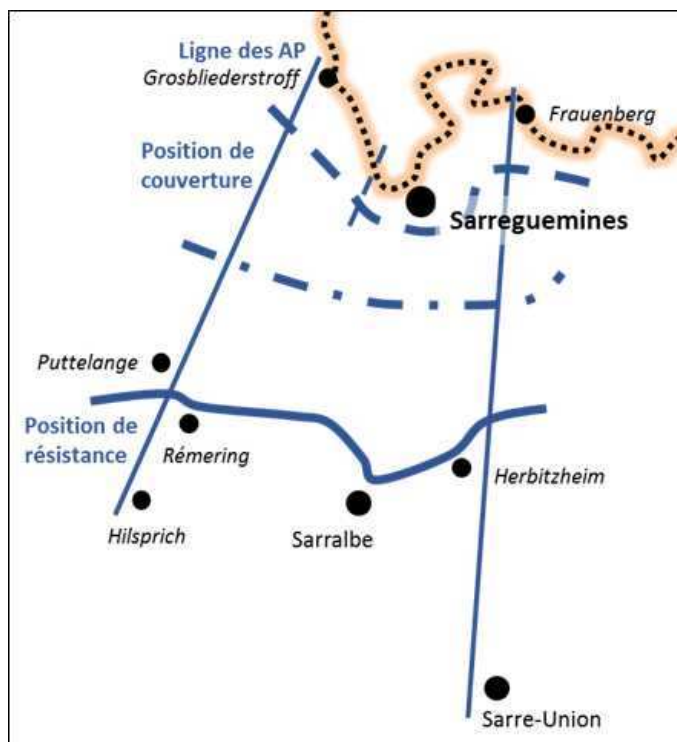 Ligne des AP
Grosbliederstroff
Frauenberg
Position de
couverture
Sarreguemines
Puttelange
Position de
résistance
Rémering
Herbitzheim
Hilsprich
Sarralbe
Sarre-Union